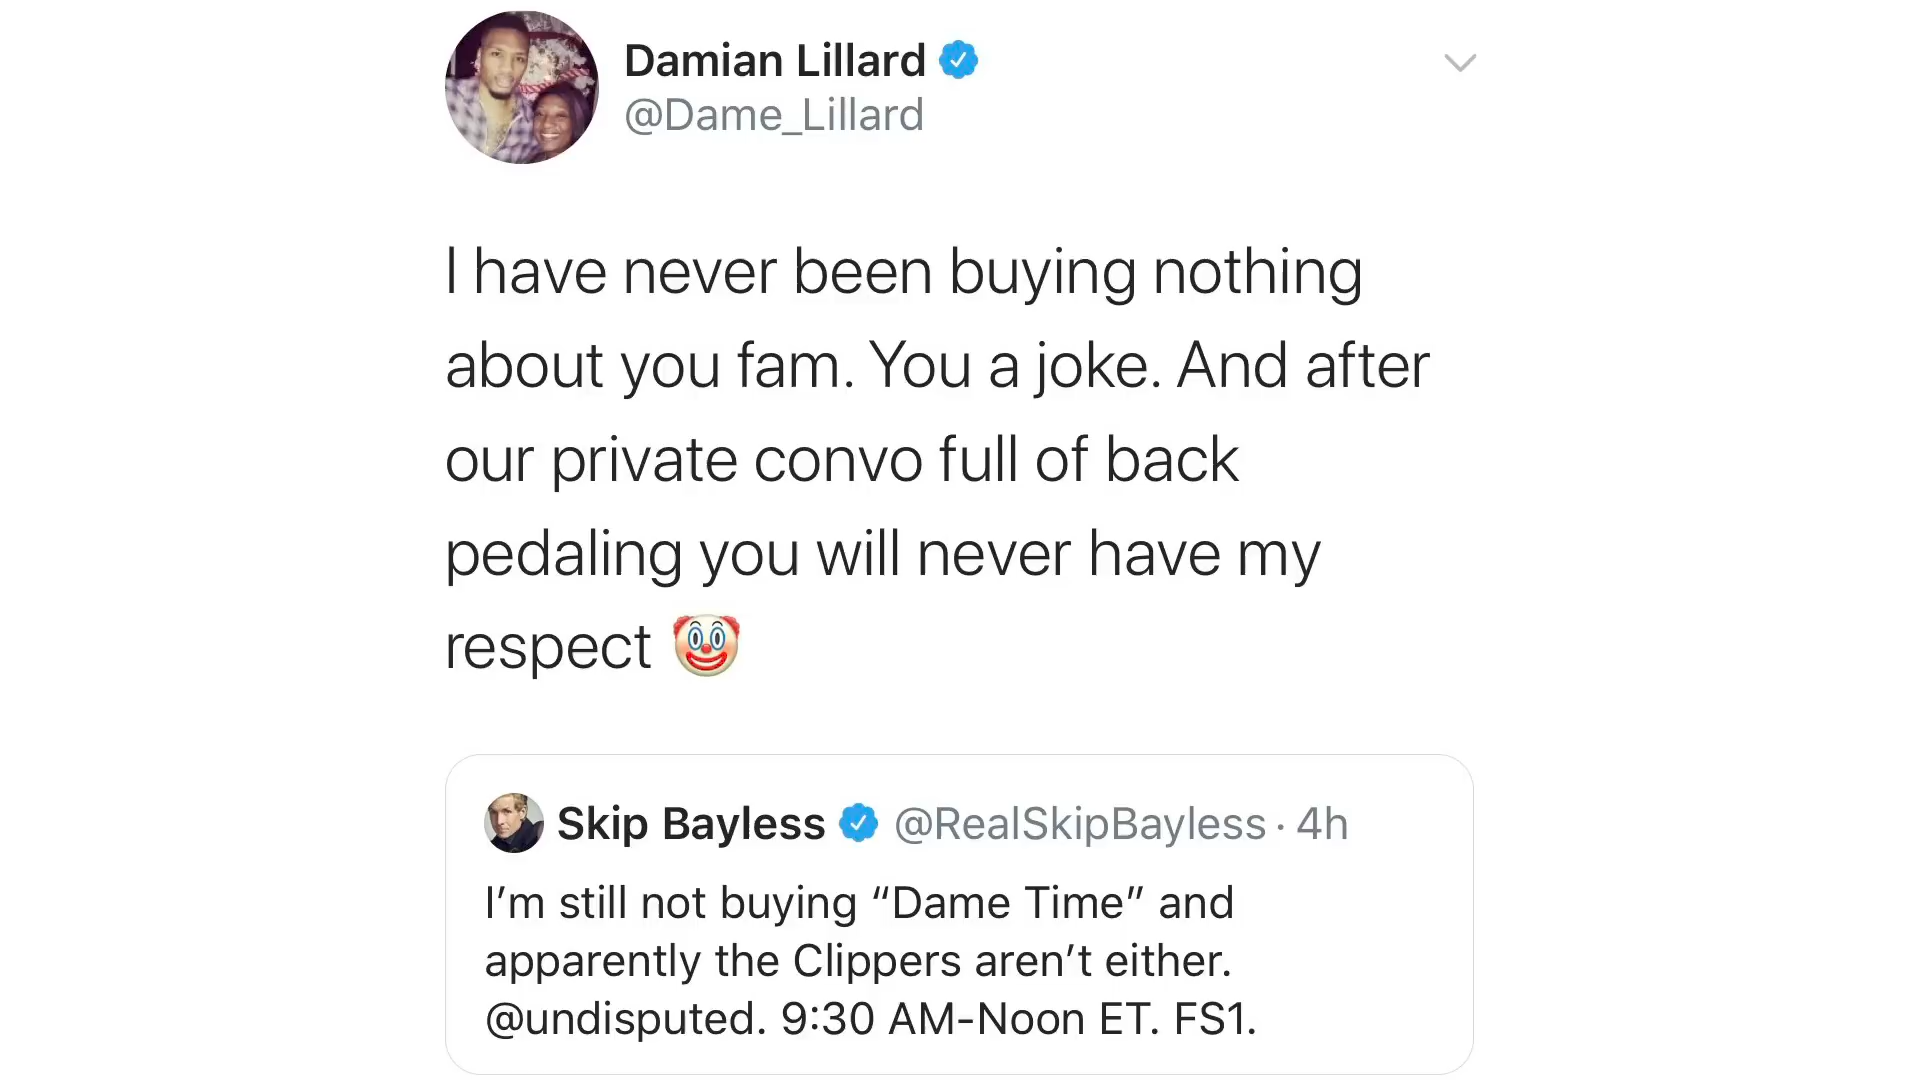 Damian Lillard
@Dame_Lillard
I have never been buying nothing
about you fam. You a joke. And after
our private convo full of back
pedaling you will never have my
respect 🤡
Skip Bayless @RealSkipBayless · 4h
I’m still not buying “Dame Time” and
apparently the Clippers aren’t either.
@undisputed. 9:30 AM-Noon ET. FS1.